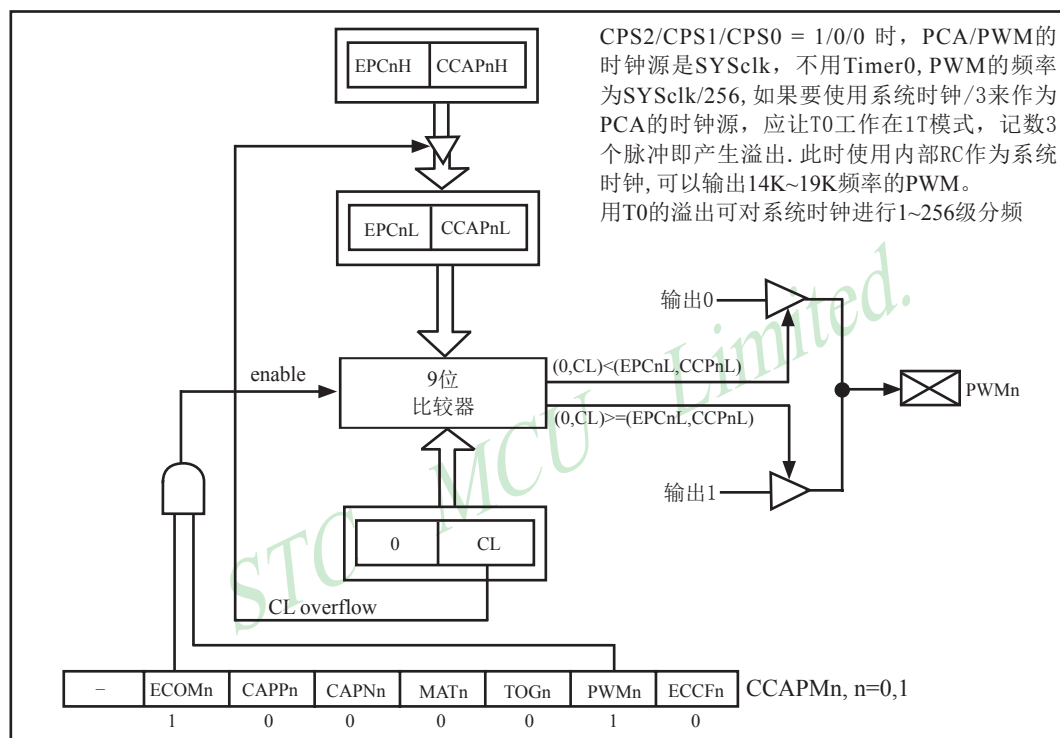 CPS2/CPS1/CPS0 = 1/0/0 时，PCA/PWM的
时钟源是SYSclk，不用Timer0, PWM的频率
为SYSclk/256, 如果要使用系统时钟/3来作为
PCA的时钟源，应让T0工作在1T模式，记数3
个脉冲即产生溢出. 此时使用内部RC作为系统
时钟, 可以输出14K~19K频率的PWM。
用T0的溢出可对系统时钟进行1~256级分频
EPCnH CCAPnH
EPCnL CCAPnL
输出0
enable
9位
比较器
(0,CL)<(EPCnL,CCPnL)
(0,CL)>=(EPCnL,CCPnL)
PWMn
输出1
0 CL
CL overflow
– ECOMn CAPPn CAPNn MATn TOGn PWMn ECCFn CCAPMn, n=0,1
1 0 0 0 0 1 0
STC MCU Limited.